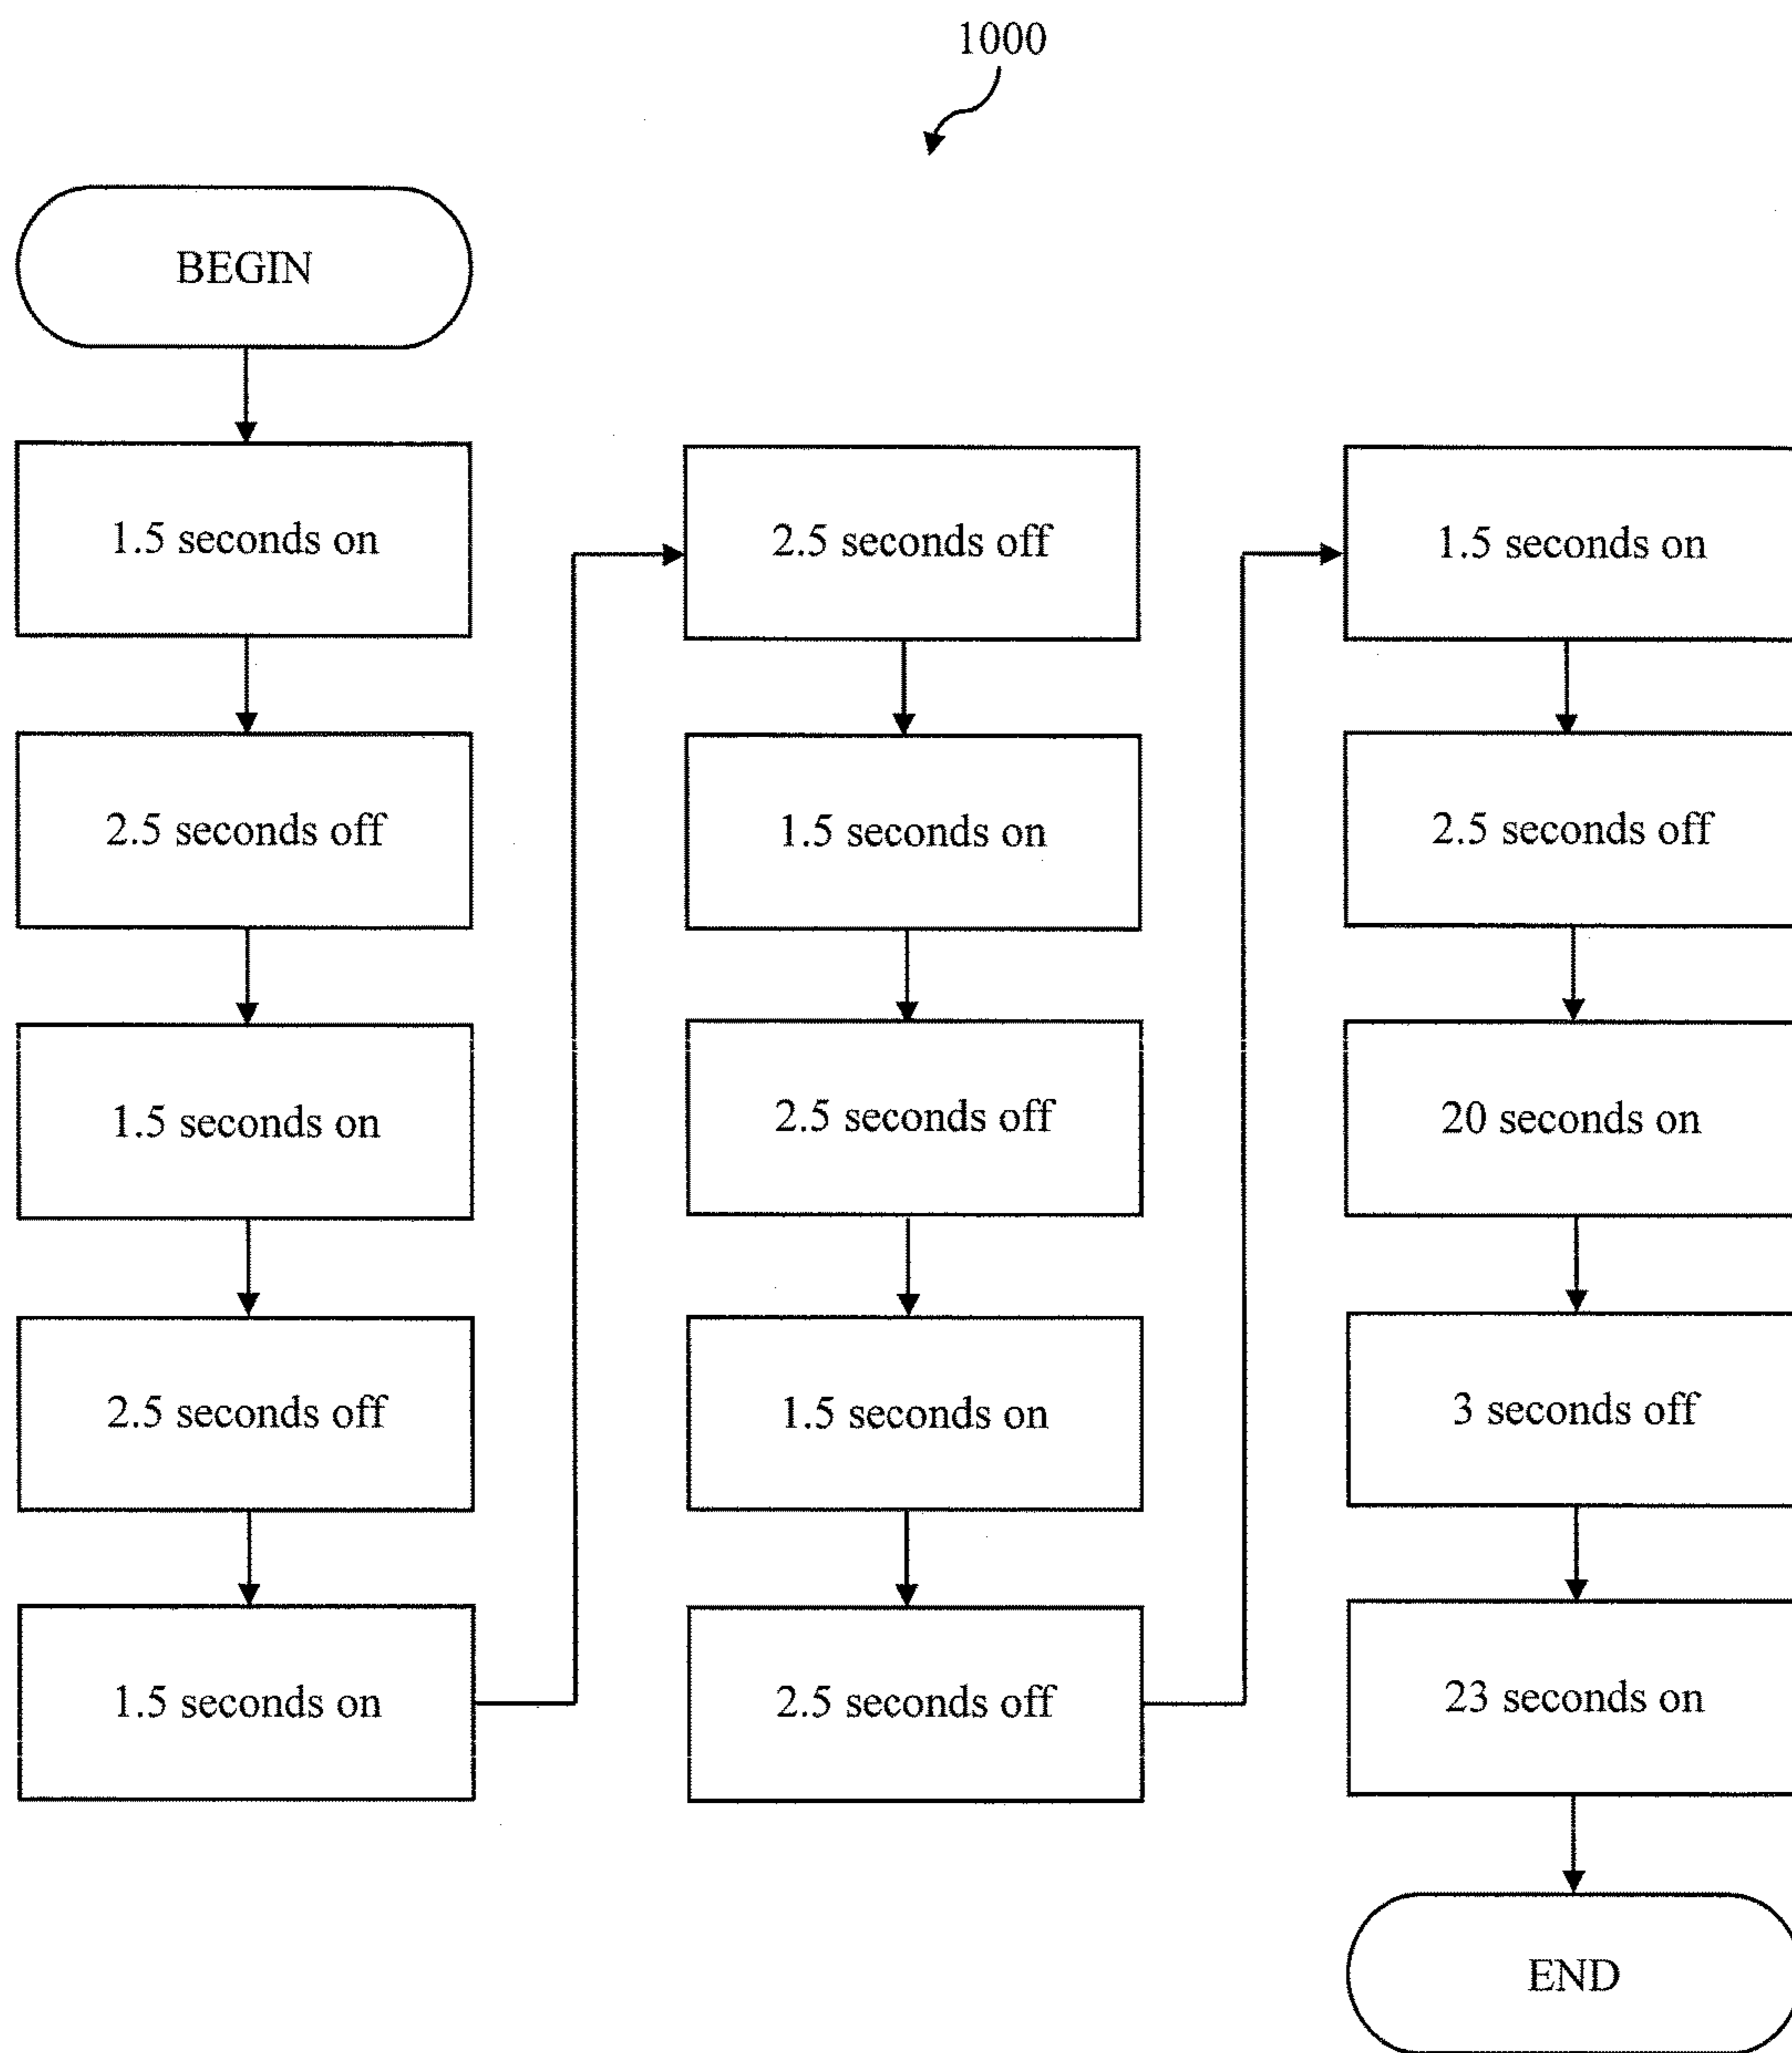 1000
BEGIN
1.5 seconds on
2.5 seconds off
1.5 seconds on
2.5 seconds off
1.5 seconds on
2.5 seconds off
1.5 seconds on
2.5 seconds off
1.5 seconds on
2.5 seconds off
1.5 seconds on
2.5 seconds off
20 seconds on
3 seconds off
23 seconds on
END